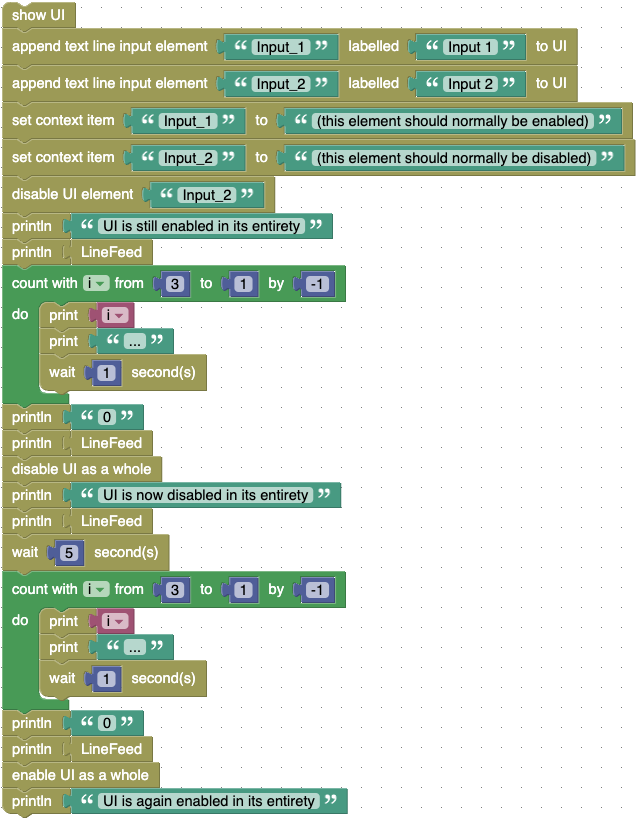 show UI
append text line input element “ Input_1 ” labelled “ Input 1 ” to UI
append text line input element “ Input_2 ” labelled “ Input 2 ” to UI
set context item “ Input_1 ” to “ (this element should normally be enabled) ”
set context item “ Input_2 ” to “ (this element should normally be disabled) ”
disable UI element “ Input_2 ”
println “ UI is still enabled in its entirety ”
println LineFeed
count with i from 3 to 1 by -1
do print i
print “ ... ”
wait 1 second(s)
println “ 0 ”
println LineFeed
disable UI as a whole
println “ UI is now disabled in its entirety ”
println LineFeed
wait 5 second(s)
count with i from 3 to 1 by -1
do print i
print “ ... ”
wait 1 second(s)
println “ 0 ”
println LineFeed
enable UI as a whole
println “ UI is again enabled in its entirety ”